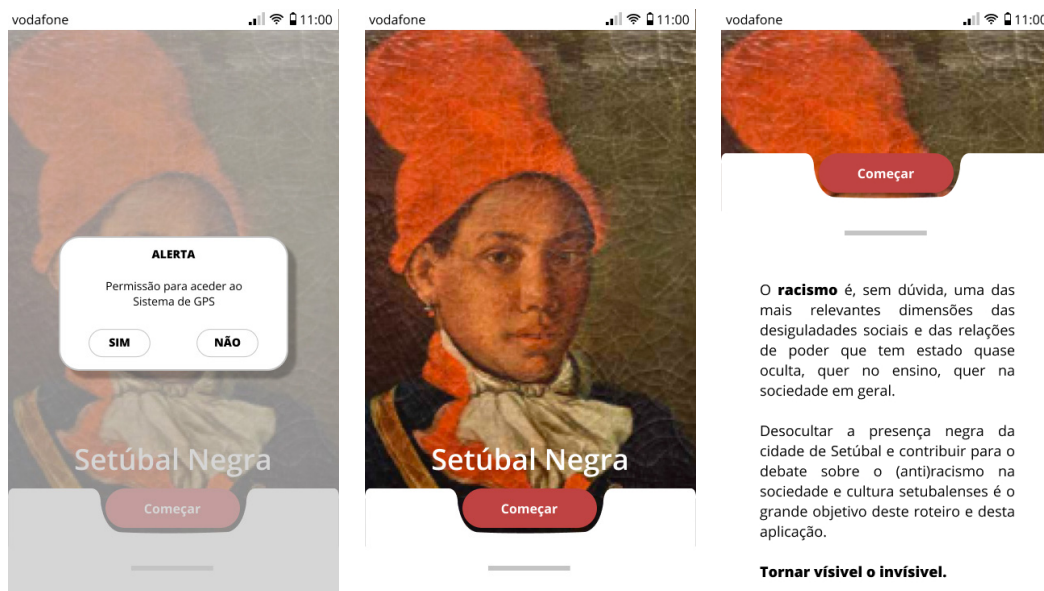 vodafone
11:00
ALERTA
Permissão para aceder ao
Sistema de GPS
SIM
NÃO
Setúbal Negra
Começar
vodafone
11:00
Setúbal Negra
Começar
vodafone
11:00
Começar
O racismo é, sem dúvida, uma das
mais relevantes dimensões das
desiguladades sociais e das relações
de poder que tem estado quase
oculta, quer no ensino, quer na
sociedade em geral.
Desocultar a presença negra da
cidade de Setúbal e contribuir para o
debate sobre o (anti)racismo na
sociedade e cultura setubalenses é o
grande objetivo deste roteiro e desta
aplicação.
Tornar vísivel o invísivel.